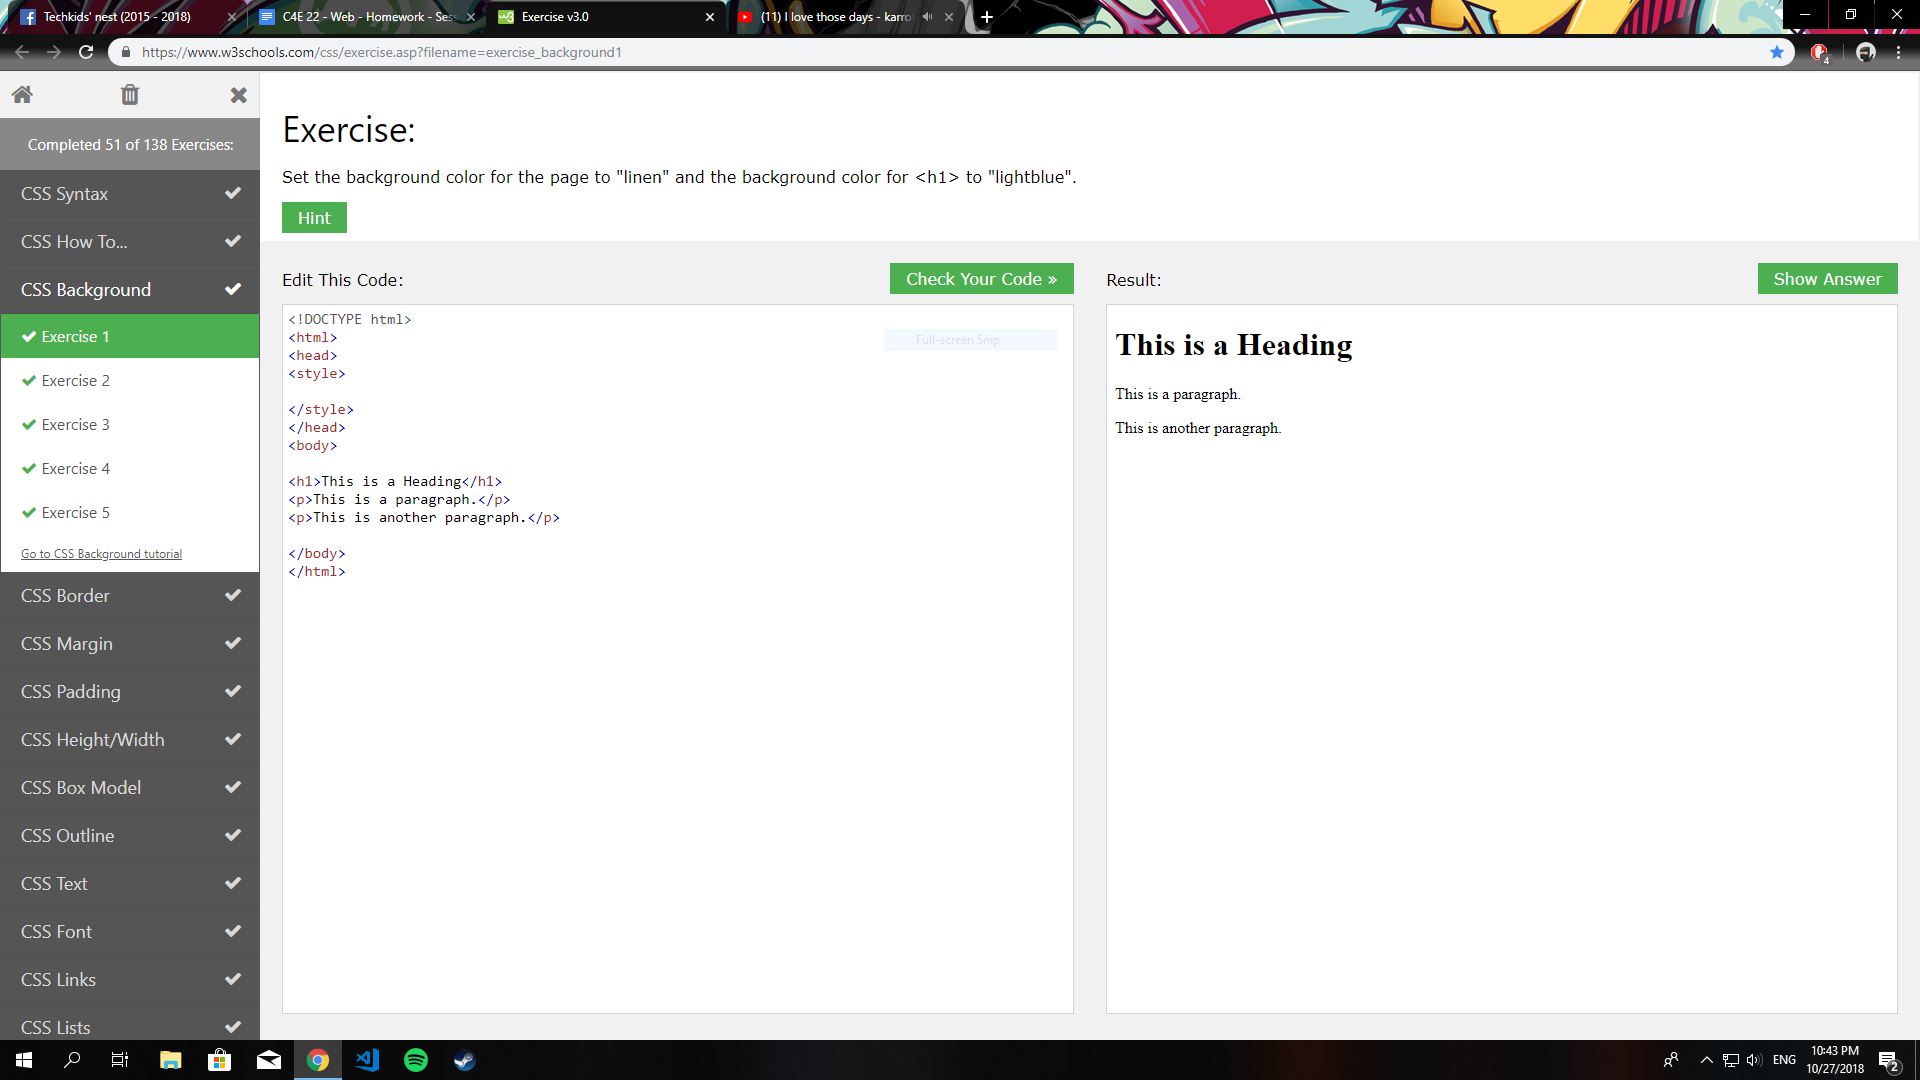 Techkids' nest (2015 - 2018)
C4E 22 - Web - Homework - Ses
Exercise v3.0
(11) I love those days - karro
https://www.w3schools.com/css/exercise.asp?filename=exercise_background1
4
Completed 51 of 138 Exercises:
CSS Syntax
CSS How To...
CSS Background
Exercise 1
Exercise 2
Exercise 3
Exercise 4
Exercise 5
Go to CSS Background tutorial
CSS Border
CSS Margin
CSS Padding
CSS Height/Width
CSS Box Model
CSS Outline
CSS Text
CSS Font
CSS Links
CSS Lists
Exercise:
Set the background color for the page to "linen" and the background color for <h1> to "lightblue".
Hint
Edit This Code:
Check Your Code »
<!DOCTYPE html>
<html>
<head>
<style>
</style>
</head>
<body>
<h1>This is a Heading</h1>
<p>This is a paragraph.</p>
<p>This is another paragraph.</p>
</body>
</html>
Full-screen Snip
Result:
Show Answer
This is a Heading
This is a paragraph.
This is another paragraph.
ENG
10:43 PM
10/27/2018
2